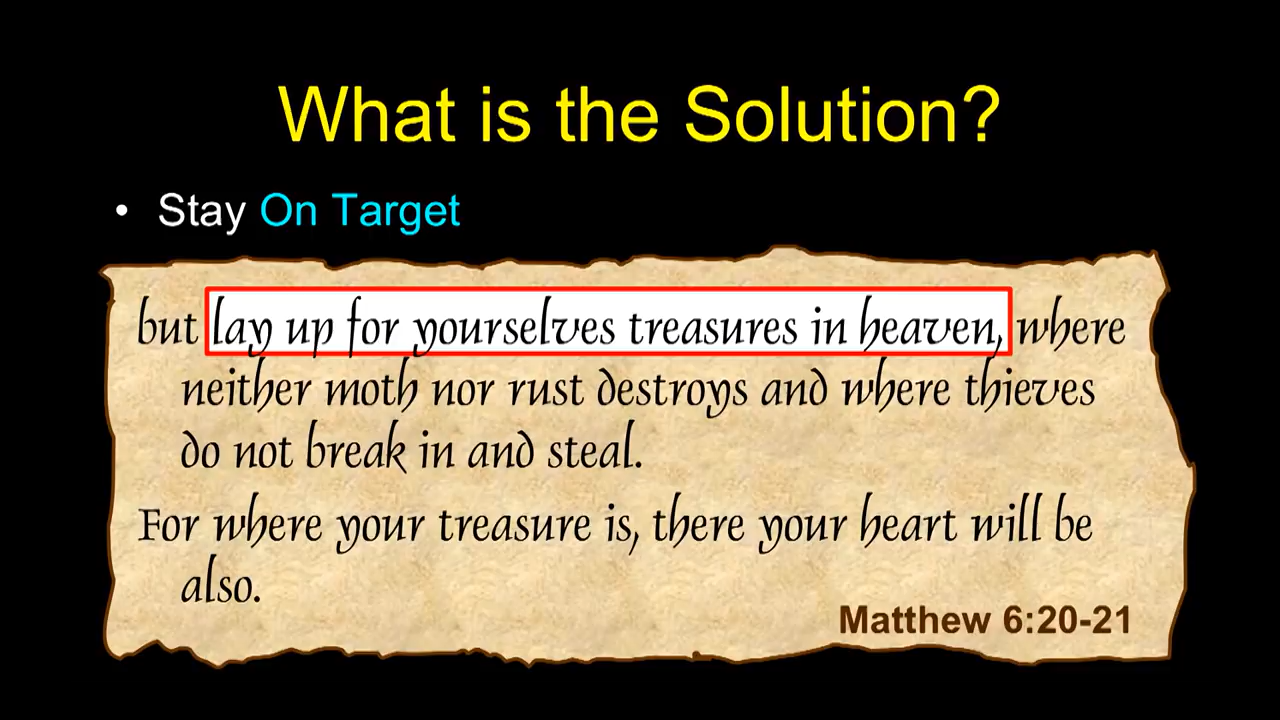 What is the Solution?
• Stay On Target
but lay up for yourselves treasures in heaven, where
neither moth nor rust destroys and where thieves
do not break in and steal.
For where your treasure is, there your heart will be
also.
Matthew 6:20-21